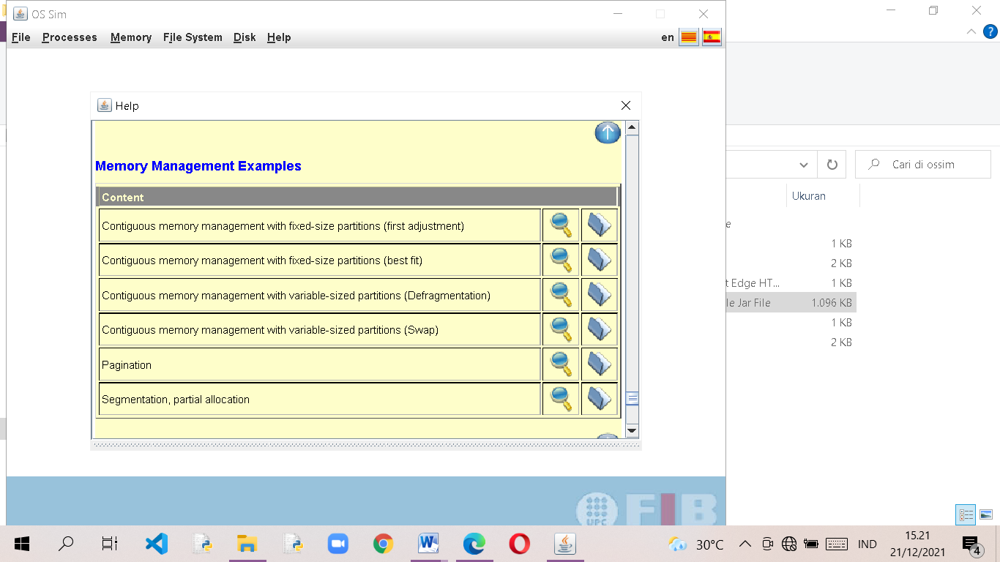 OS Sim
File Processes Memory File System Disk Help en
Help
Memory Management Examples
Content
Contiguous memory management with fixed-size partitions (first adjustment)
Contiguous memory management with fixed-size partitions (best fit)
Contiguous memory management with variable-sized partitions (Defragmentation)
Contiguous memory management with variable-sized partitions (Swap)
Pagination
Segmentation, partial allocation
Cari di ossim
Ukuran
e
1 KB
2 KB
t Edge HT... 1 KB
le Jar File 1.096 KB
1 KB
2 KB
UPC FIB
30°C IND 15.21
21/12/2021 4